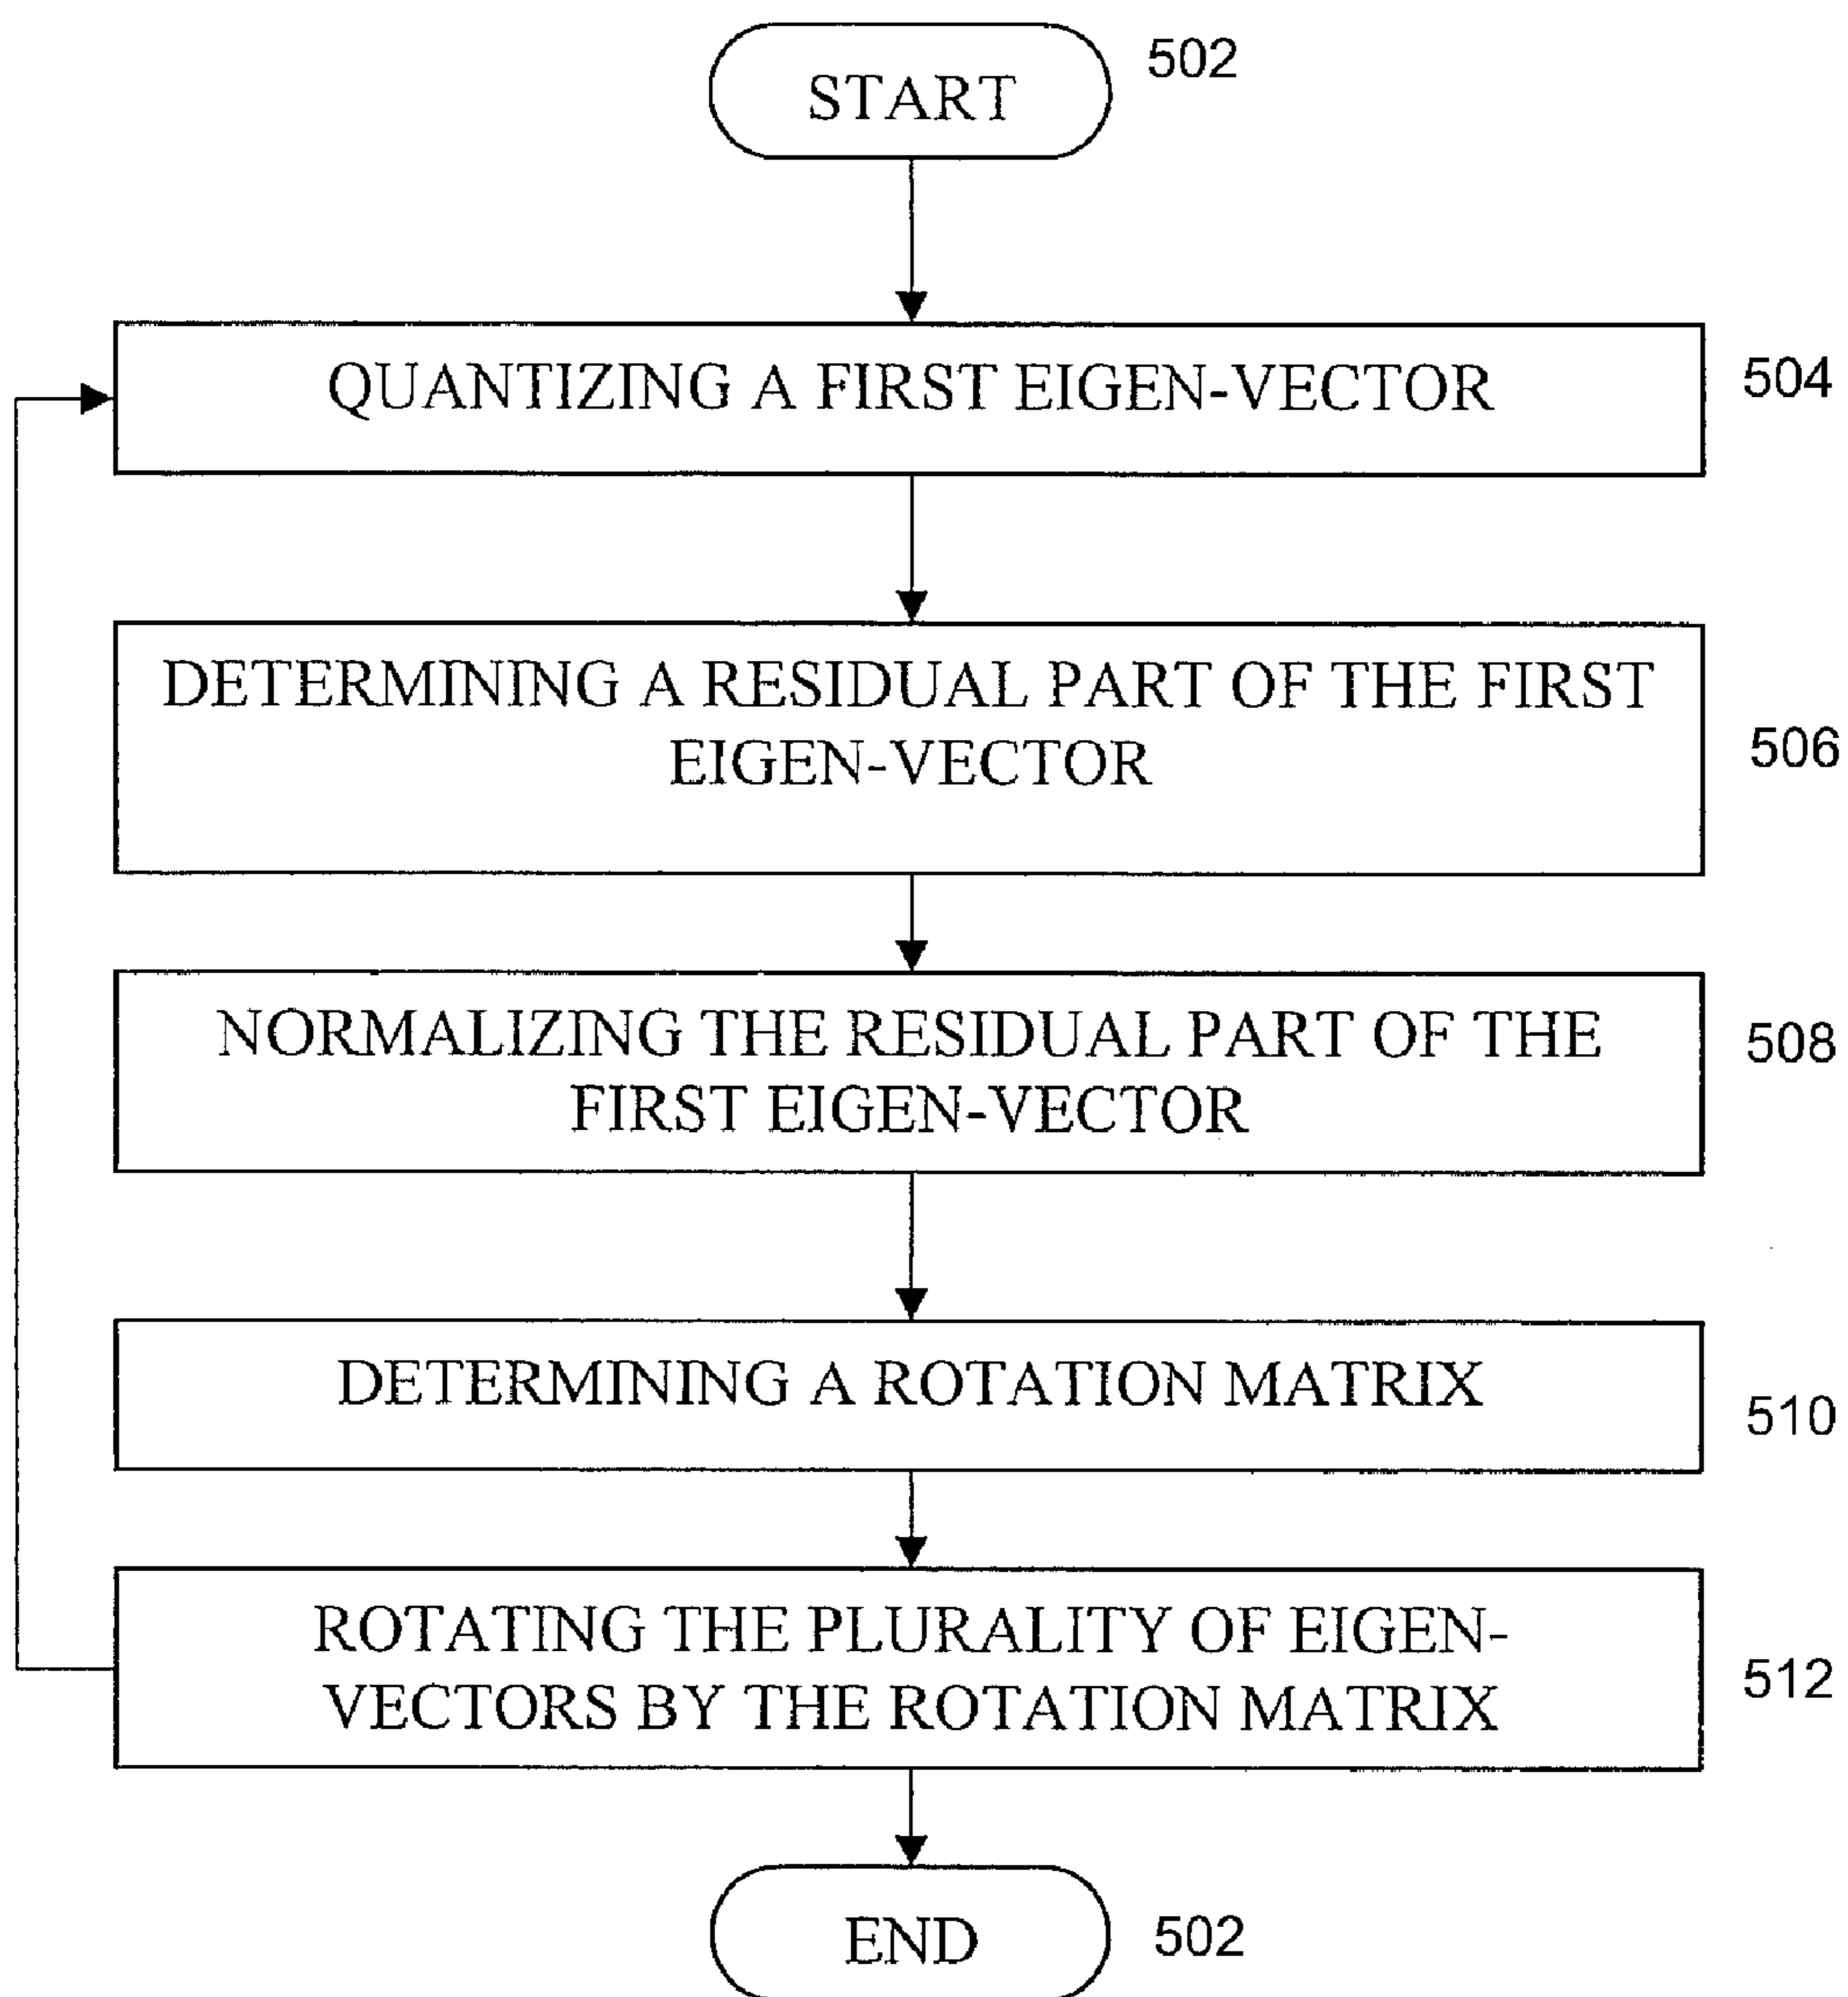 START
502
QUANTIZING A FIRST EIGEN-VECTOR
504
DETERMINING A RESIDUAL PART OF THE FIRST
EIGEN-VECTOR
506
NORMALIZING THE RESIDUAL PART OF THE
FIRST EIGEN-VECTOR
508
DETERMINING A ROTATION MATRIX
510
ROTATING THE PLURALITY OF EIGEN-
VECTORS BY THE ROTATION MATRIX
512
END
502